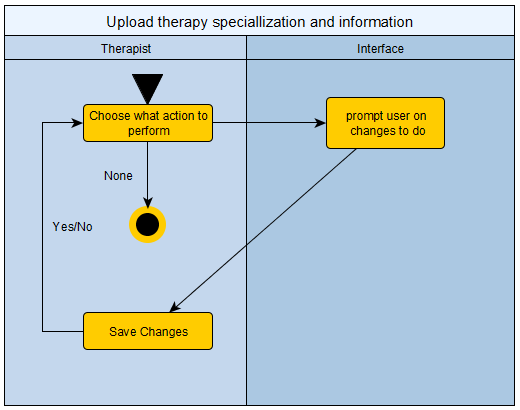 Upload therapy speciallization and information
Therapist
Interface
Choose what action to
perform
prompt user on
changes to do
None
Yes/No
Save Changes